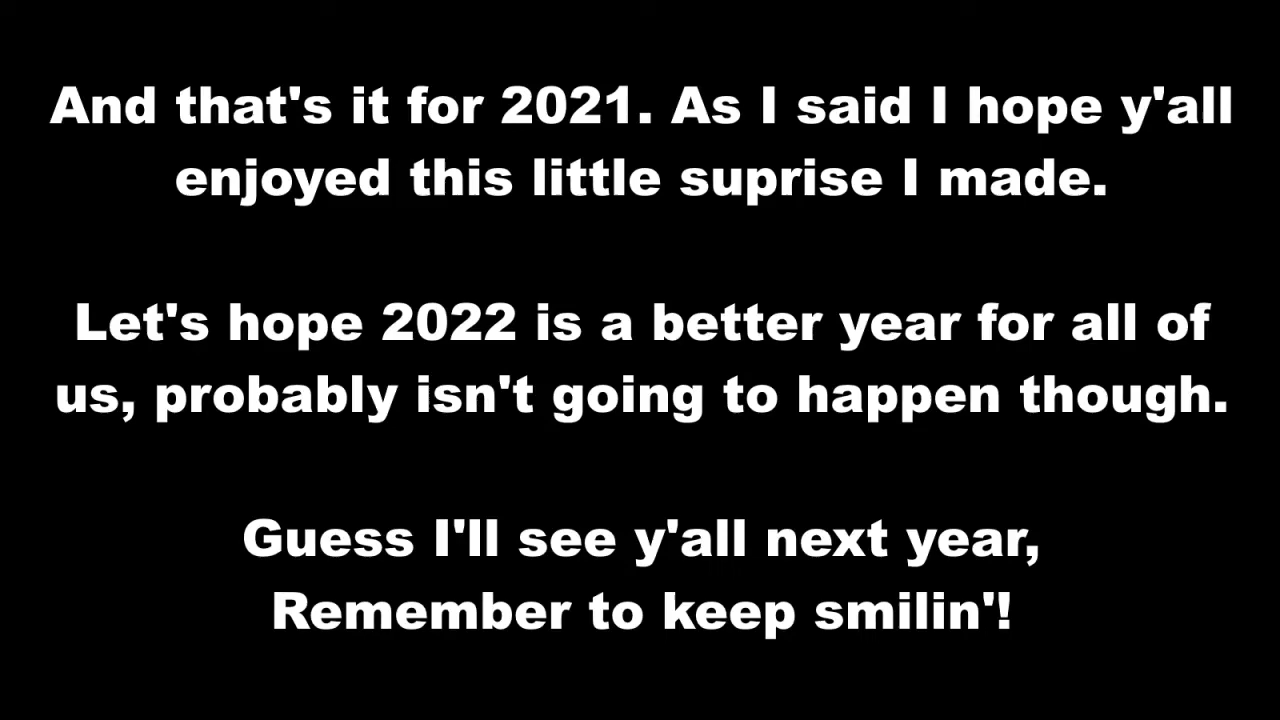 And that's it for 2021. As I said I hope y'all
enjoyed this little suprise I made.
Let's hope 2022 is a better year for all of
us, probably isn't going to happen though.
Guess I'll see y'all next year,
Remember to keep smilin'!